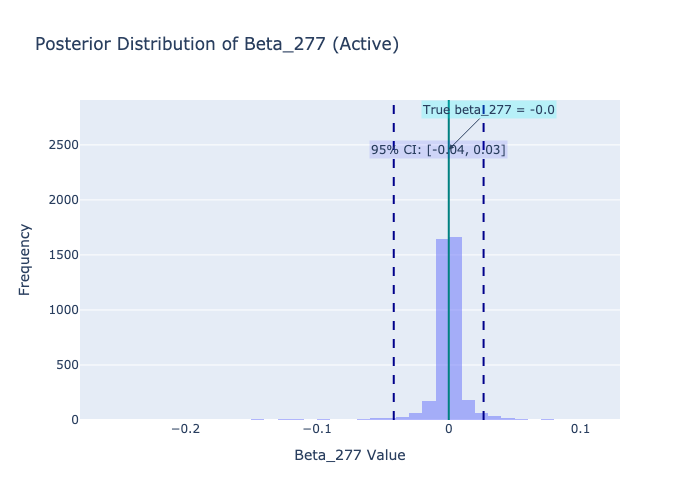 Posterior Distribution of Beta_277 (Active)
True beta_277 = -0.0
95% CI: [-0.04, 0.03]
2500
2000
1500
1000
500
0
Frequency
−0.2
−0.1
0
0.1
Beta_277 Value